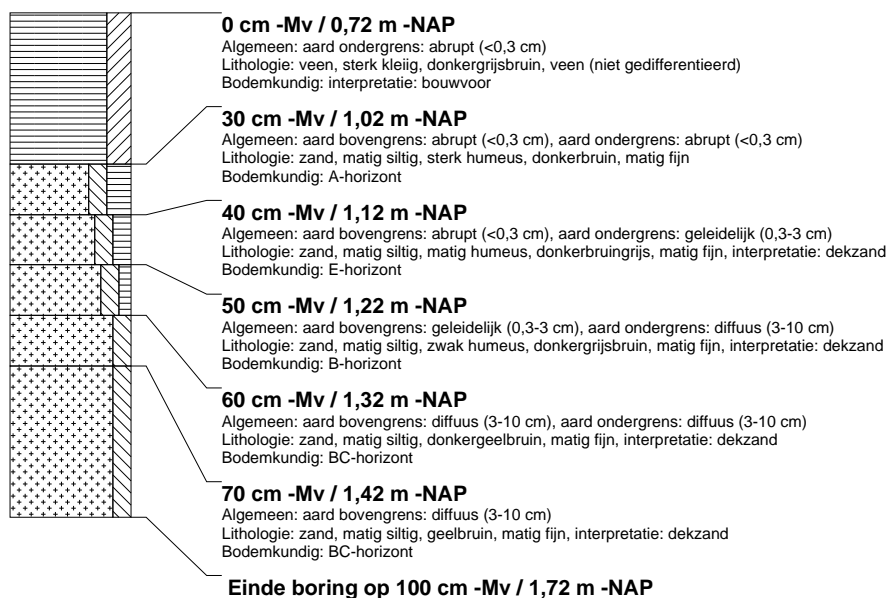 0 cm -Mv / 0,72 m -NAP
Algemeen: aard ondergrens: abrupt (<0,3 cm)
Lithologie: veen, sterk kleiig, donkergrijsbruin, veen (niet gedifferentieerd)
Bodemkundig: interpretatie: bouwvoor
30 cm -Mv / 1,02 m -NAP
Algemeen: aard bovengrens: abrupt (<0,3 cm), aard ondergrens: abrupt (<0,3 cm)
Lithologie: zand, matig siltig, sterk humeus, donkerbruin, matig fijn
Bodemkundig: A-horizont
40 cm -Mv / 1,12 m -NAP
Algemeen: aard bovengrens: abrupt (<0,3 cm), aard ondergrens: geleidelijk (0,3-3 cm)
Lithologie: zand, matig siltig, matig humeus, donkerbruingrijs, matig fijn, interpretatie: dekzand
Bodemkundig: E-horizont
50 cm -Mv / 1,22 m -NAP
Algemeen: aard bovengrens: geleidelijk (0,3-3 cm), aard ondergrens: diffuus (3-10 cm)
Lithologie: zand, matig siltig, zwak humeus, donkergrijsbruin, matig fijn, interpretatie: dekzand
Bodemkundig: B-horizont
60 cm -Mv / 1,32 m -NAP
Algemeen: aard bovengrens: diffuus (3-10 cm), aard ondergrens: diffuus (3-10 cm)
Lithologie: zand, matig siltig, donkergeelbruin, matig fijn, interpretatie: dekzand
Bodemkundig: BC-horizont
70 cm -Mv / 1,42 m -NAP
Algemeen: aard bovengrens: diffuus (3-10 cm)
Lithologie: zand, matig siltig, geelbruin, matig fijn, interpretatie: dekzand
Bodemkundig: BC-horizont
Einde boring op 100 cm -Mv / 1,72 m -NAP